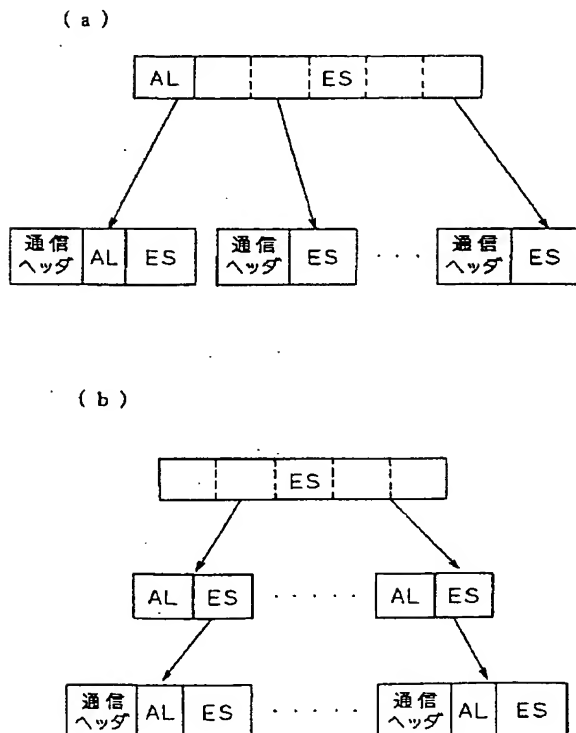 ( a )
AL ES
通信 通信 通信
ヘッダ AL ES ヘッダ ES ・・・ ヘッダ ES
( b )
ES
AL ES ・・・・・ AL ES
通信 通信
ヘッダ AL ES ・・・・・ ヘッダ AL ES